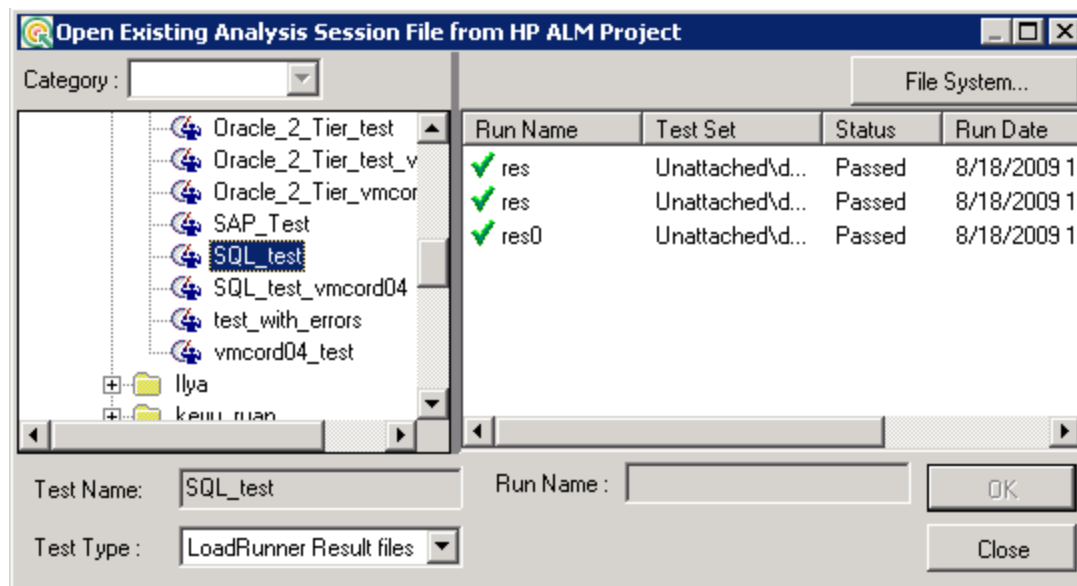 Open Existing Analysis Session File from HP ALM Project
Category :
File System...
Oracle_2_Tier_test
Oracle_2_Tier_test_v
Oracle_2_Tier_vmcor
SAP_Test
SQL_test
SQL_test_vmcord04
test_with_errors
vmcord04_test
Ilya
Run Name Test Set Status Run Date
res Unattached\d... Passed 8/18/2009 1
res Unattached\d... Passed 8/18/2009 1
res0 Unattached\d... Passed 8/18/2009 1
Test Name: SQL_test
Run Name :
OK
Test Type : LoadRunner Result files
Close